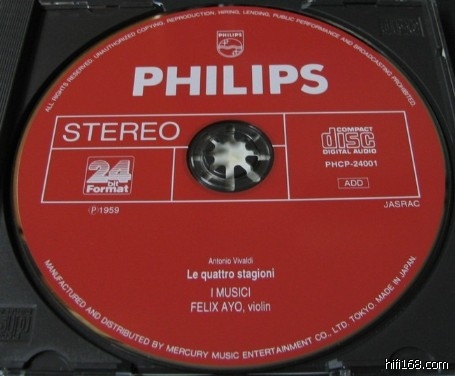 ALL RIGHTS RESERVED. UNAUTHORIZED COPYING, REPRODUCTION, HIRING, LENDING, PUBLIC PERFORMANCE AND BROADCASTING PROHIBITED
PHILIPS
PHILIPS
STEREO
COMPACT
disc
DIGITAL AUDIO
PHCP-24001
24
bit
Format
ADD
Ⓟ1959
JASRAC
Antonio Vivaldi
Le quattro stagioni
I MUSICI
FELIX AYO, violin
MANUFACTURED AND DISTRIBUTED BY MERCURY MUSIC ENTERTAINMENT CO., LTD. TOKYO. MADE IN JAPAN.
hifi168.com